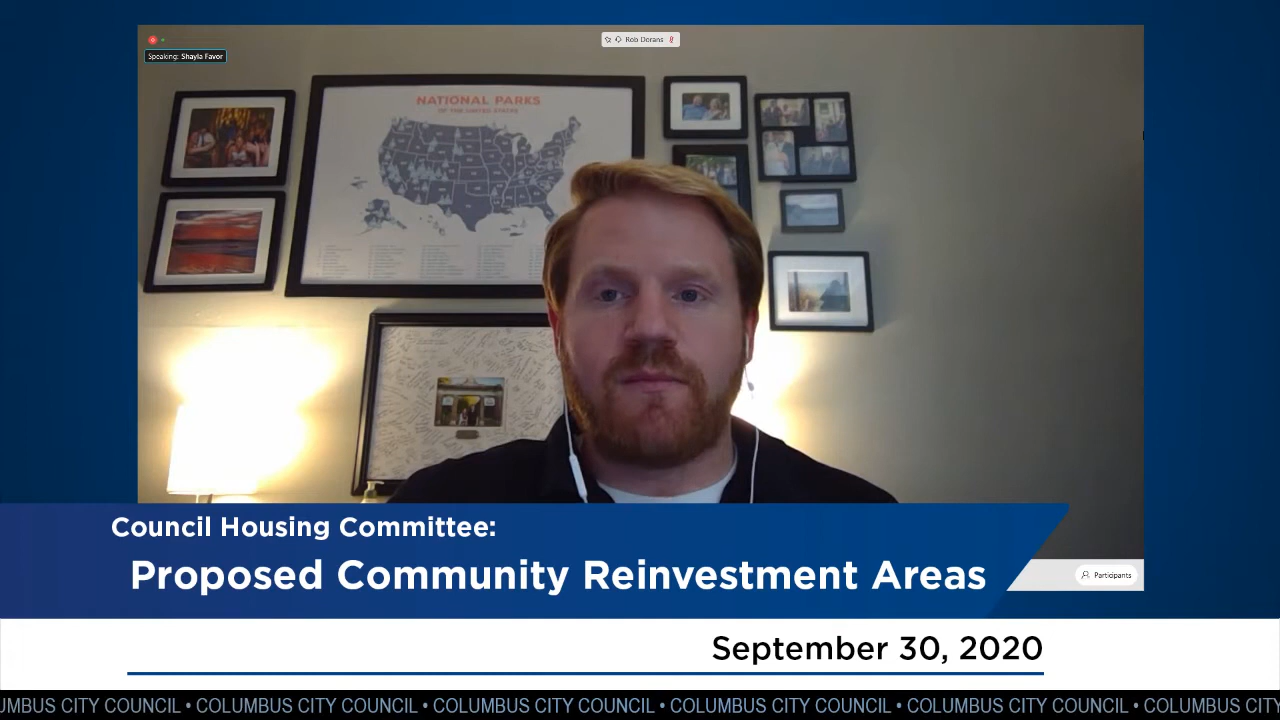 Rob Dorans
Speaking: Shayla Favor
NATIONAL PARKS
OF THE UNITED STATES
Council Housing Committee:
Proposed Community Reinvestment Areas
Participants
September 30, 2020
UMBUS CITY COUNCIL • COLUMBUS CITY COUNCIL • COLUMBUS CITY COUNCIL • COLUMBUS CITY COUNCIL • COLUMBUS CITY COUNCIL • COLUMBUS CITY